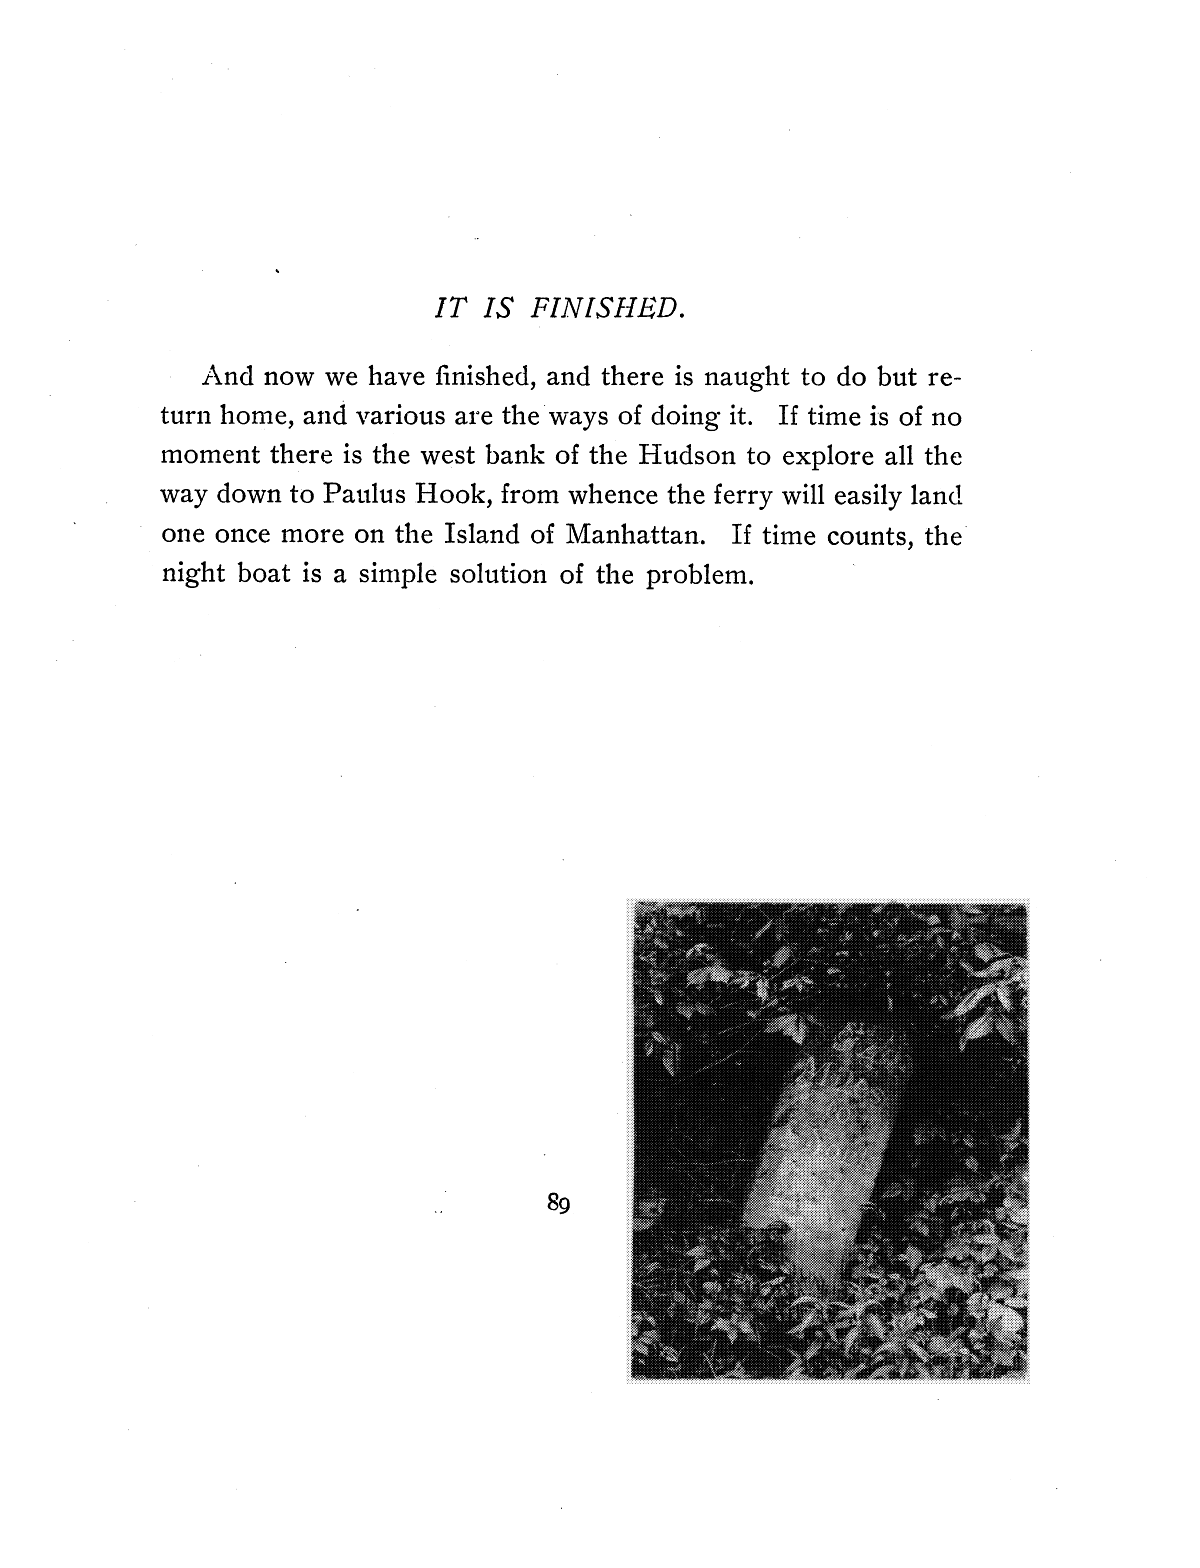 IT IS FINISHED.
And now we have finished, and there is naught to do but re-
turn home, and various are the ways of doing it. If time is of no
moment there is the west bank of the Hudson to explore all the
way down to Paulus Hook, from whence the ferry will easily land
one once more on the Island of Manhattan. If time counts, the
night boat is a simple solution of the problem.
89